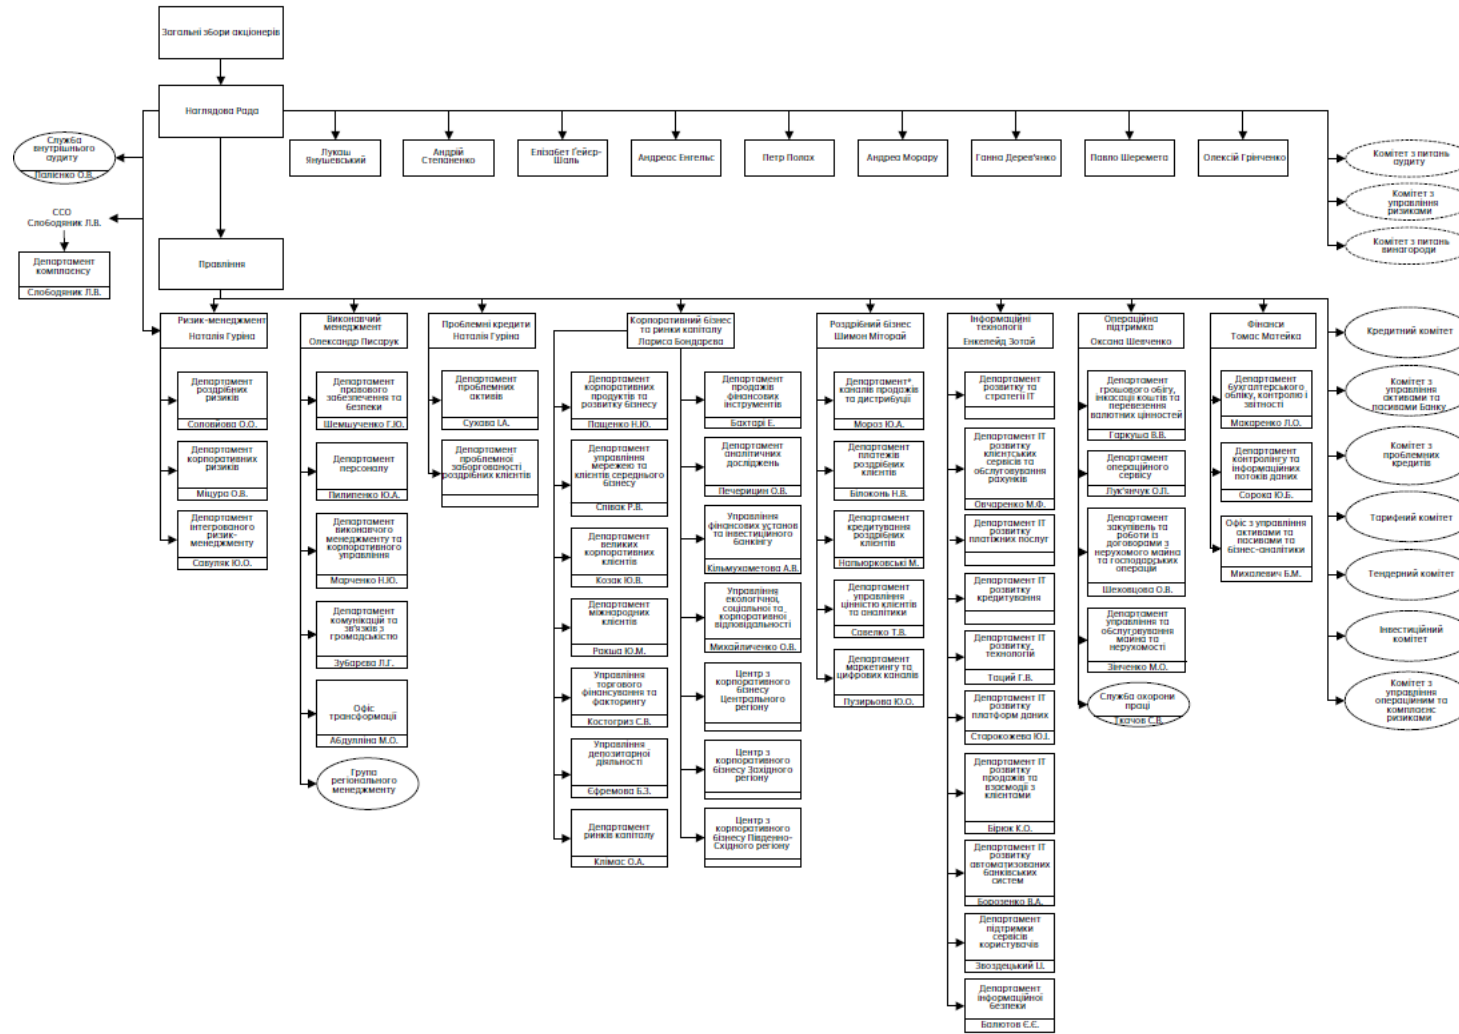 Загальні збори акціонерів
Наглядова Рада
Служба
внутрішнього
аудиту
Палієнко О.В.
Лукаш
Янушевський
Андрій
Степаненко
Елізабет Гейєр-
Шаль
Андреас Енгельс
Петр Полах
Андреа Морару
Ганна Дерев'янко
Павло Шеремета
Олексій Грінченко
Комітет з питань
аудиту
Комітет з
управління
ризиками
Комітет з питань
винагороди
ССО
Слободяник Л.В.
Департамент
комплаєнсу
Слободяник Л.В.
Правління
Ризик-менеджмент
Наталія Гуріна
Департамент
роздрібних
ризиків
Соловйова О.О.
Департамент
корпоративних
ризиків
Міцура О.В.
Департамент
інтегрованого
ризик-
менеджменту
Савуляк Ю.О.
Виконавчий
менеджмент
Олександр Писарук
Департамент
правового
забезпечення та
безпеки
Шемшученко Г.Ю.
Департамент
персоналу
Пилипенко Ю.А.
Департамент
виконавчого
менеджменту та
корпоративного
управління
Марченко Н.Ю.
Департамент
комунікацій та
зв'язків з
громадськістю
Зубарєва Л.Г.
Офіс
трансформації
Абдулліна М.О.
Група
регіонального
менеджменту
Проблемні кредити
Наталія Гуріна
Департамент
проблемних
активів
Сухова І.А.
Департамент
проблемної
заборгованості
роздрібних клієнтів
Корпоративний бізнес
та ринки капіталу
Лариса Бондарєва
Департамент
корпоративних
продуктів та
розвитку бізнесу
Пащенко Н.Ю.
Департамент
управління
мережею та
клієнтів середнього
бізнесу
Співак Р.В.
Департамент
великих
корпоративних
клієнтів
Козак Ю.В.
Департамент
міжнародних
клієнтів
Ракша Ю.М.
Управління
торгового
фінансування та
факторингу
Костогриз С.В.
Управління
депозитарної
діяльності
Єфремова Б.З.
Департамент
ринків капіталу
Клімас О.А.
Департамент
продажів
фінансових
інструментів
Бахтарі Е.
Департамент
аналітичних
досліджень
Печерицин О.В.
Управління
фінансових установ
та інвестиційного
банкінгу
Кільмухаметова А.В.
Управління
екологічної,
соціальної та
корпоративної
відповідальності
Михайличенко О.В.
Центр з
корпоративного
бізнесу
Центрального
регіону
Центр з
корпоративного
бізнесу Західного
регіону
Центр з
корпоративного
бізнесу Південно-
Східного регіону
Роздрібний бізнес
Шимон Міторай
Департамент*
каналів продажів
та дистрибуції
Мороз Ю.А.
Департамент
платежів
роздрібних
клієнтів
Білоконь Н.В.
Департамент
кредитування
роздрібних
клієнтів
Напьюрковські М.
Департамент
управління
цінністю клієнтів
та аналітики
Савелко Т.В.
Департамент
маркетингу та
цифрових каналів
Пузирьова Ю.О.
Інформаційні
технології
Енкелейд Зотай
Департамент
розвитку та
стратегії ІТ
Департамент ІТ
розвитку
клієнтських
сервісів та
обслуговування
рахунків
Овчаренко М.Ф.
Департамент ІТ
розвитку
платіжних послуг
Департамент ІТ
розвитку
кредитування
Департамент ІТ
розвитку
технологій
Тацій Г.В.
Департамент ІТ
розвитку
платформ даних
Старокожева Ю.І.
Департамент ІТ
розвитку
продажів та
взаємодії з
клієнтами
Бірюк К.О.
Департамент ІТ
розвитку
автоматизованих
банківських
систем
Борозенко В.А.
Департамент
підтримки
сервісів
користувачів
Звоздецький І.І.
Департамент
інформаційної
безпеки
Балютов Є.Є.
Операційна
підтримка
Оксана Шевченко
Департамент
грошового обігу,
інкасації коштів та
перевезення
валютних цінностей
Гаркуша В.В.
Департамент
операційного
сервісу
Лук'янчук О.П.
Департамент
закупівель та
роботи із
договорами з
нерухомого майна
та господарських
операцій
Шеховцова О.В.
Департамент
управління та
обслуговування
майна та
нерухомості
Зінченко М.О.
Служба охорони
праці
Ткачов С.В.
Фінанси
Томас Матейка
Департамент
бухгалтерського
обліку, контролю і
звітності
Макаренко Л.О.
Департамент
контролінгу та
інформаційних
потоків даних
Сорока Ю.Б.
Офіс з управління
активами та
пасивами та
бізнес-аналітики
Михалевич Б.М.
Кредитний комітет
Комітет з
управління
активами та
пасивами Банку
Комітет з
проблемних
кредитів
Тарифний комітет
Тендерний комітет
Інвестиційний
комітет
Комітет з
управління
операційним та
комплаєнс
ризиками